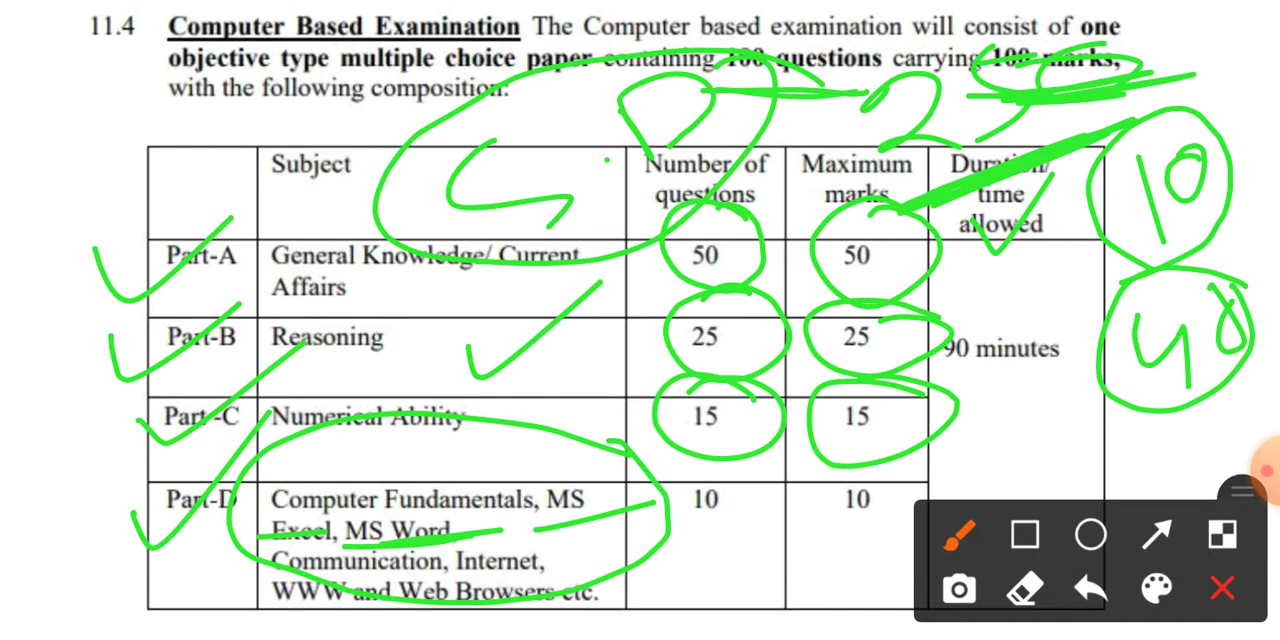 11.4 Computer Based Examination The Computer based examination will consist of one
objective type multiple choice paper containing 100 questions carrying 100 marks,
with the following composition:
Subject
Number of
questions
Maximum
marks
Duration/
time
allowed
Part-A
General Knowledge/ Current
Affairs
50
50
Part-B
Reasoning
25
25
90 minutes
Part-C
Numerical Ability
15
15
Part-D
Computer Fundamentals, MS
Excel, MS Word,
Communication, Internet,
WWW and Web Browsers etc.
10
10
10
40